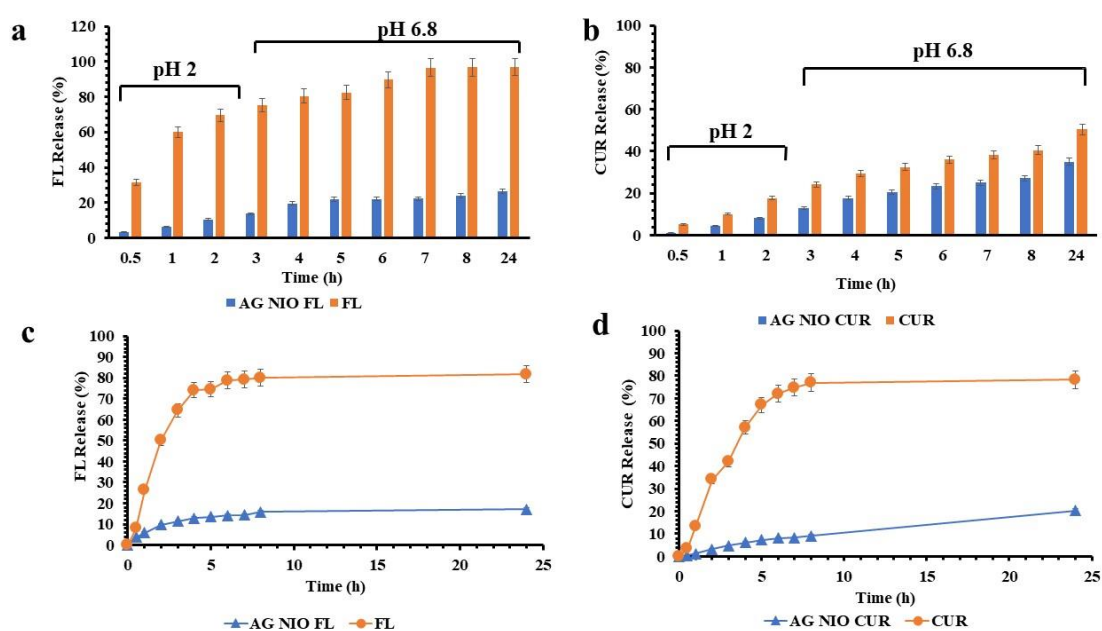 a
pH 6.8
pH 2
FL Release (%)
120
100
80
60
40
20
0
0.5 1 2 3 4 5 6 7 8 24
Time (h)
AG NIO FL FL
b
pH 6.8
pH 2
CUR Release (%)
100
80
60
40
20
0
0.5 1 2 3 4 5 6 7 8 24
Time (h)
AG NIO CUR CUR
c
FL Release (%)
100
90
80
70
60
50
40
30
20
10
0
0 5 10 15 20 25
Time (h)
AG NIO FL FL
d
CUR Release (%)
100
90
80
70
60
50
40
30
20
10
0
0 5 10 15 20 25
Time (h)
AG NIO CUR CUR